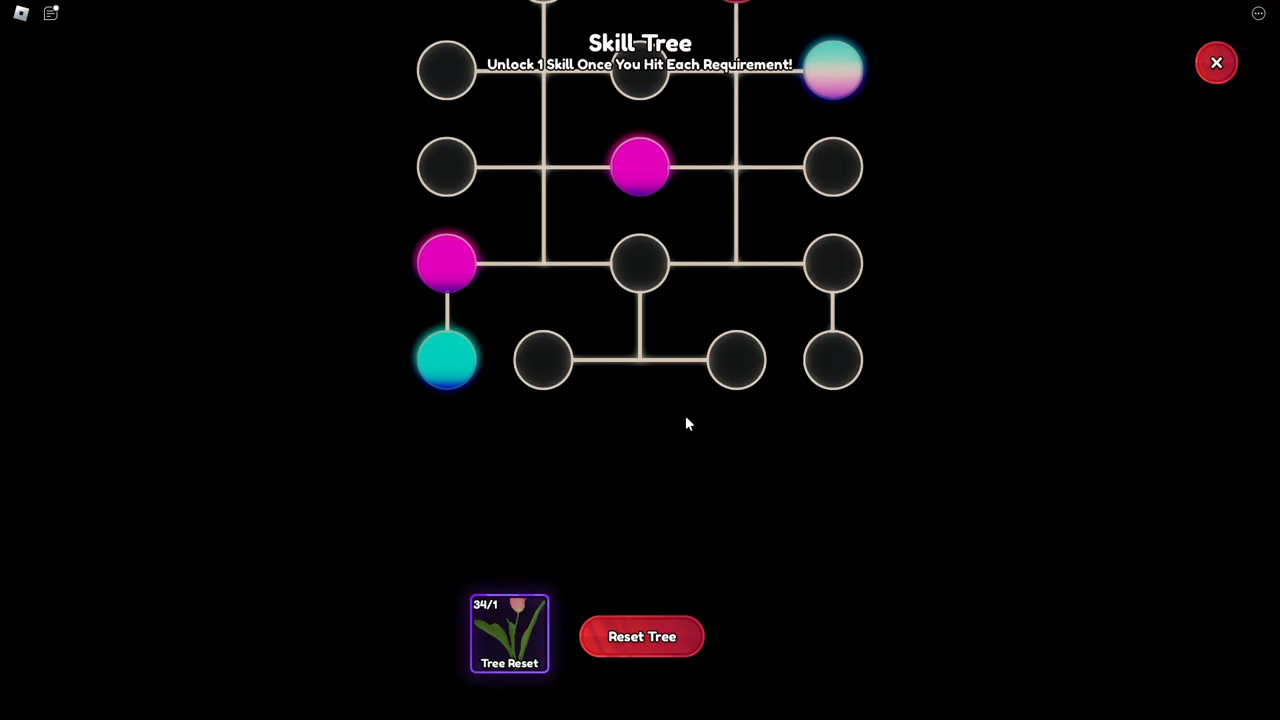 Skill Tree
Unlock 1 Skill Once You Hit Each Requirement!
34/1
Tree Reset
Reset Tree